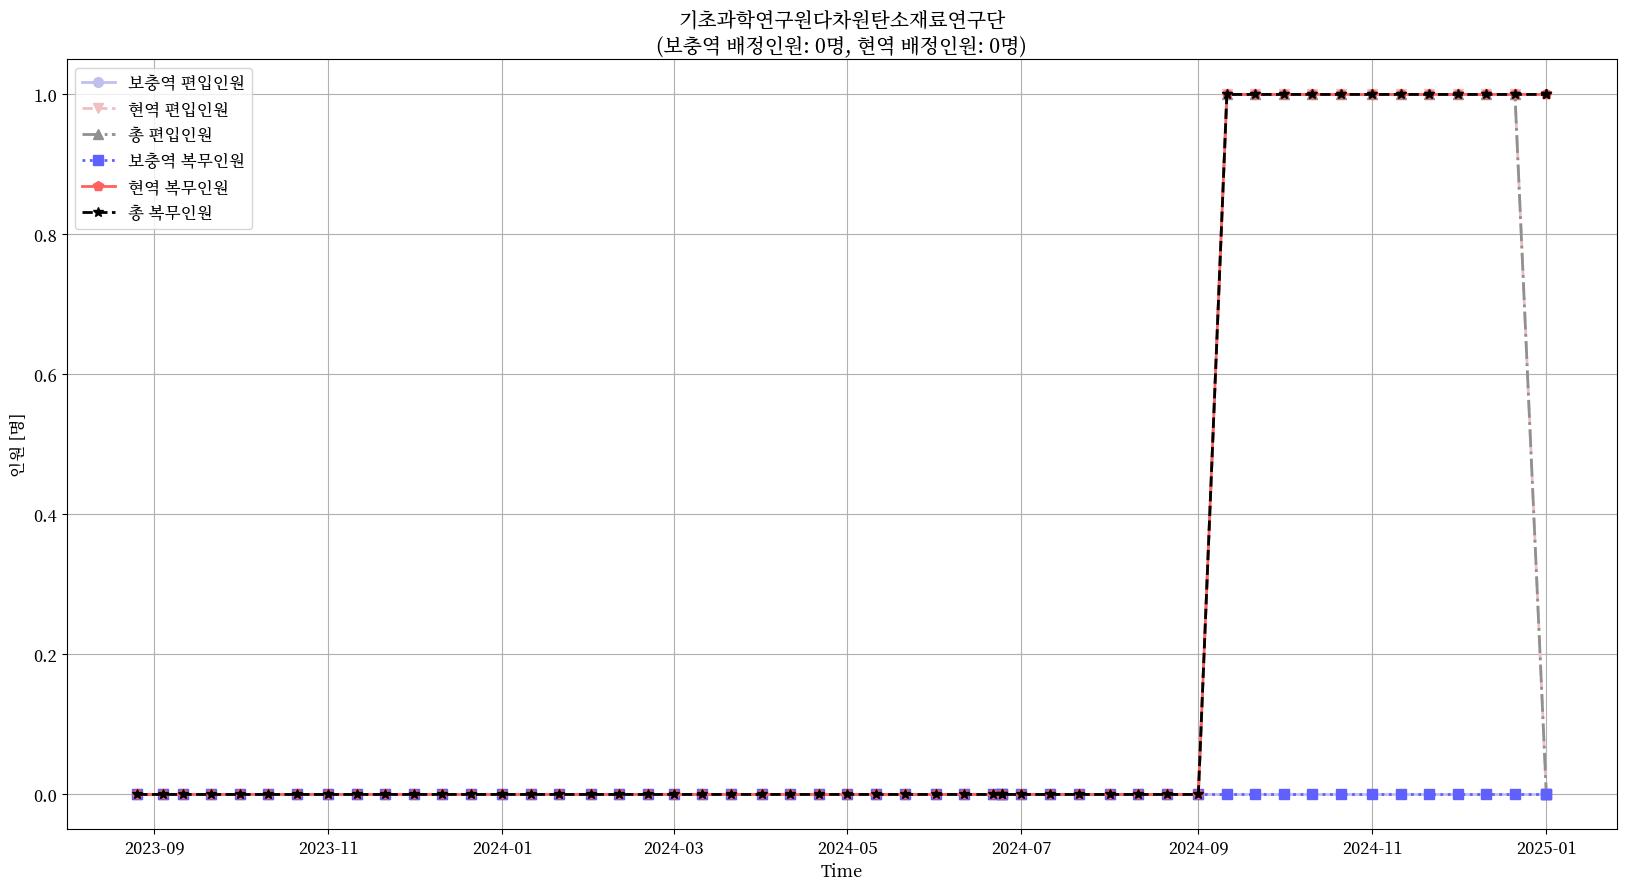 기초과학연구원다차원탄소재료연구단
(보충역 배정인원: 0명, 현역 배정인원: 0명)
보충역 편입인원
현역 편입인원
총 편입인원
보충역 복무인원
현역 복무인원
총 복무인원
1.0
0.8
0.6
0.4
0.2
0.0
인원 [명]
2023-09 2023-11 2024-01 2024-03 2024-05 2024-07 2024-09 2024-11 2025-01
Time